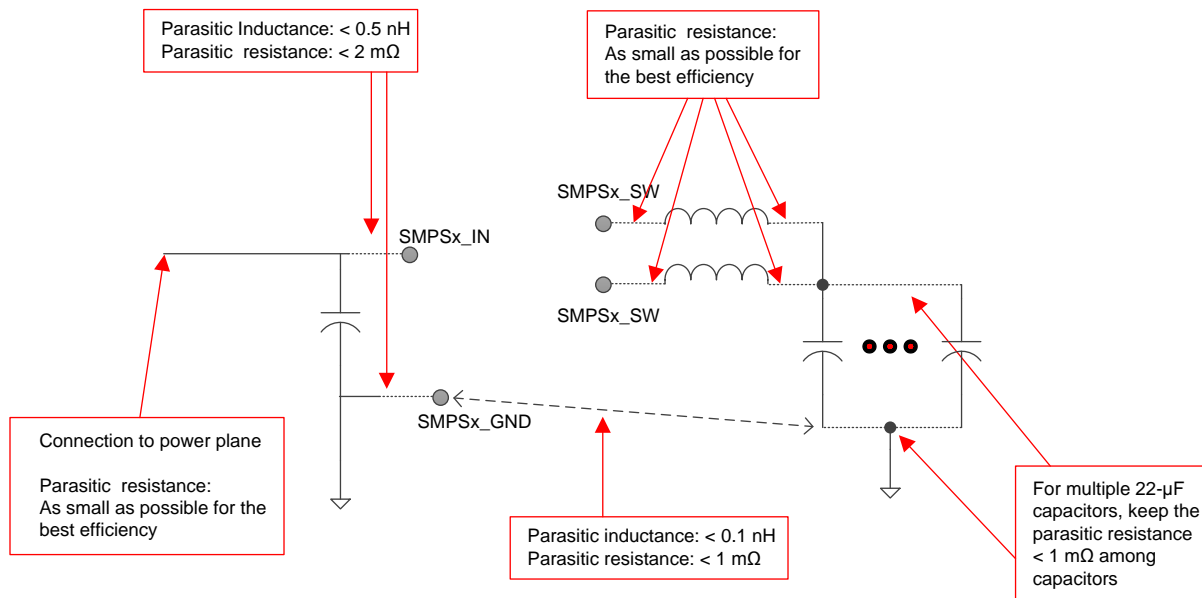 Parasitic Inductance: < 0.5 nH
Parasitic resistance: < 2 mΩ
Parasitic resistance:
As small as possible for
the best efficiency
SMPSx_SW
SMPSx_IN
SMPSx_SW
SMPSx_GND
Connection to power plane
Parasitic resistance:
As small as possible for the
best efficiency
Parasitic inductance: < 0.1 nH
Parasitic resistance: < 1 mΩ
For multiple 22-µF
capacitors, keep the
parasitic resistance
< 1 mΩ among
capacitors